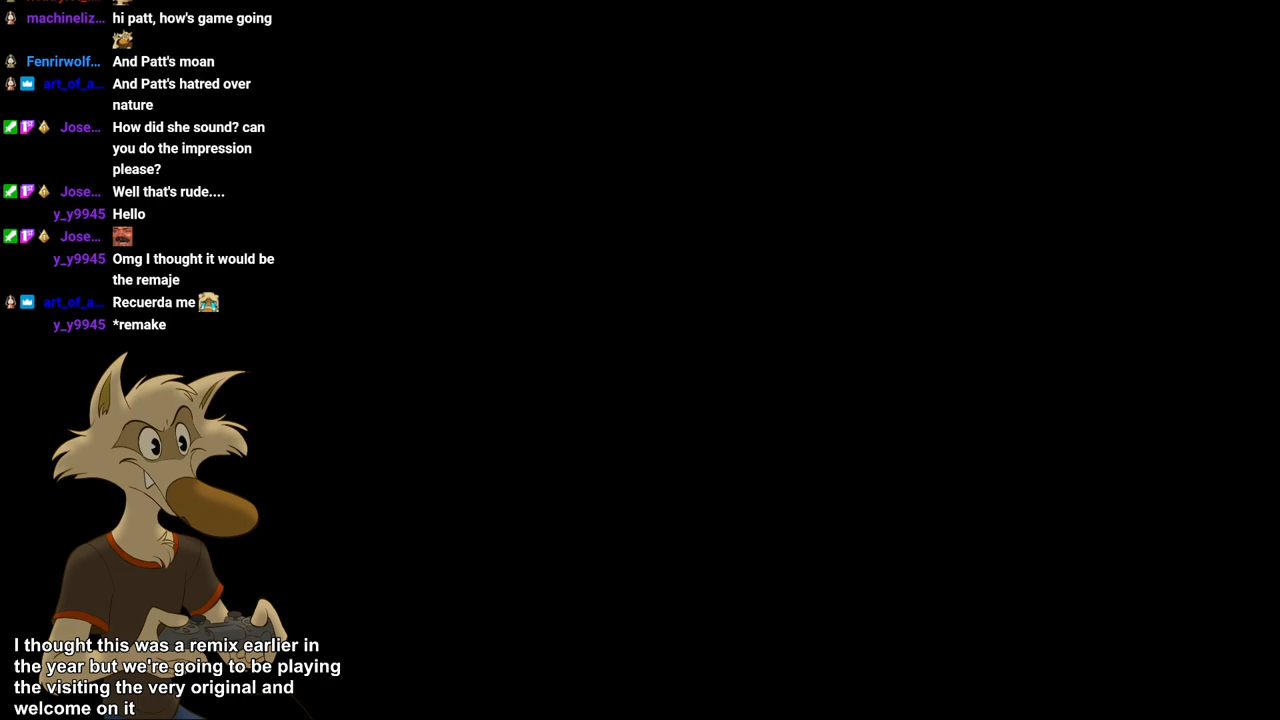 machineliz... hi patt, how's game going
Fenrirwolf... And Patt's moan
art_of_a... And Patt's hatred over
nature
Jose... How did she sound? can
you do the impression
please?
Jose... Well that's rude....
y_y9945 Hello
Jose...
y_y9945 Omg I thought it would be
the remaje
art_of_a... Recuerda me
y_y9945 *remake
I thought this was a remix earlier in
the year but we're going to be playing
the visiting the very original and
welcome on it